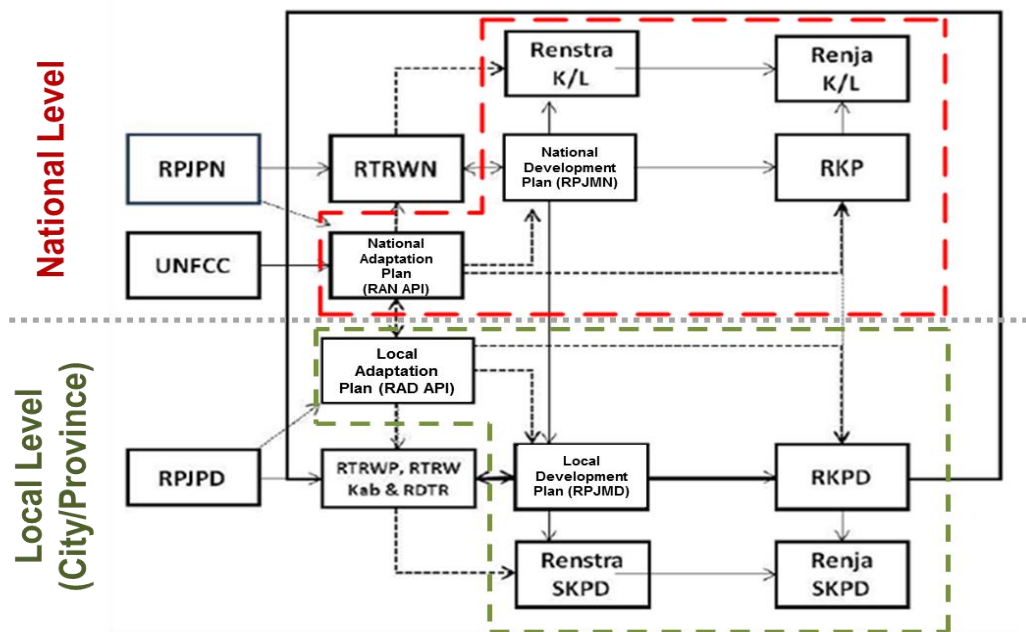 National Level
Renstra
K/L
Renja
K/L
RPJPN
RTRWN
National
Development
Plan (RPJMN)
RKP
UNFCC
National
Adaptation
Plan
(RAN API)
Local Level
(City/Province)
Local
Adaptation
Plan (RAD API)
RPJPD
RTRWP, RTRW
Kab & RDTR
Local
Development
Plan (RPJMD)
RKPD
Renstra
SKPD
Renja
SKPD